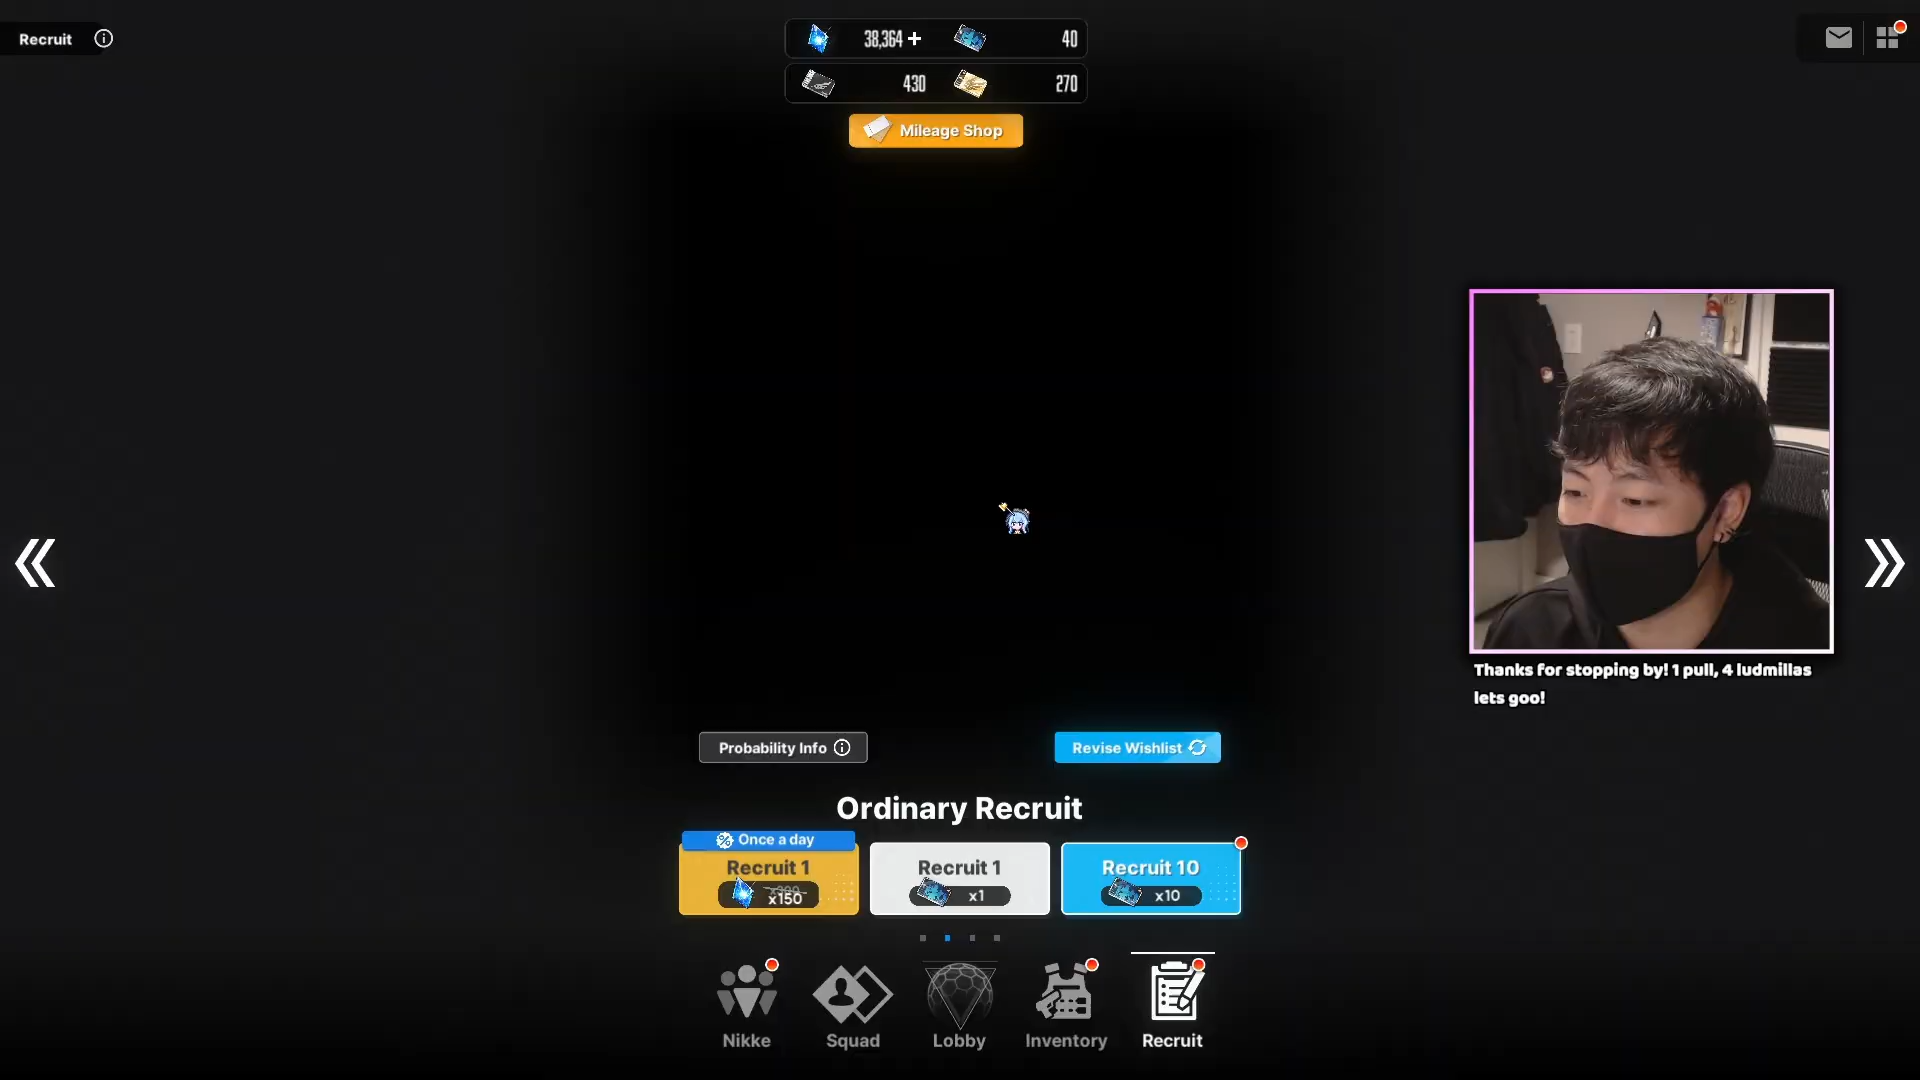 Recruit
38,364
40
430
270
Mileage Shop
Thanks for stopping by! 1 pull, 4 ludmillas
lets goo!
Probability Info
Revise Wishlist
Ordinary Recruit
Once a day
Recruit 1
x300
x150
Recruit 1
x1
Recruit 10
x10
Nikke
Squad
Lobby
Inventory
Recruit